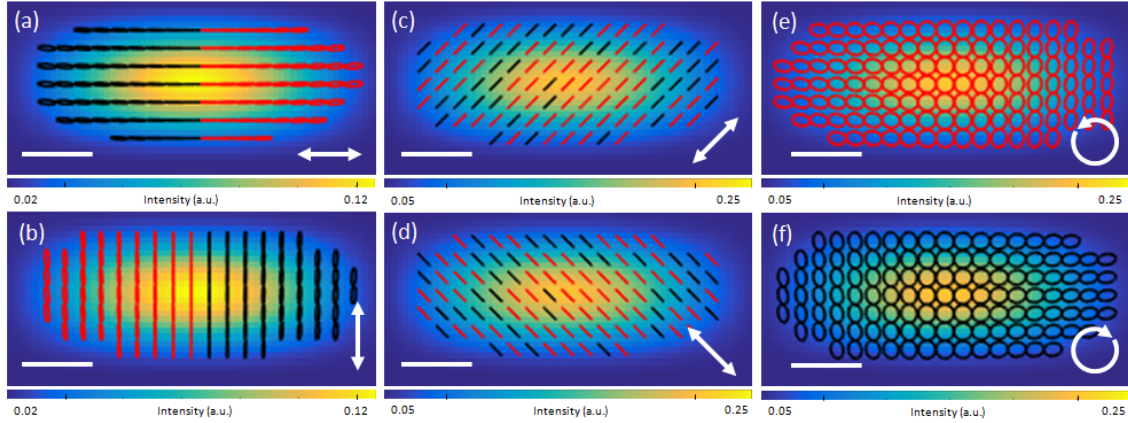 (a)
(c)
(e)
0.02 Intensity (a.u.) 0.12
0.05 Intensity (a.u.) 0.25
0.05 Intensity (a.u.) 0.25
(b)
(d)
(f)
0.02 Intensity (a.u.) 0.12
0.05 Intensity (a.u.) 0.25
0.05 Intensity (a.u.) 0.25